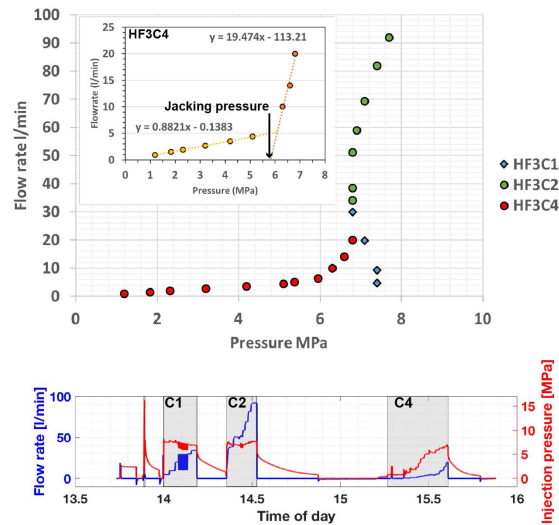 HF3C4
y = 19.474x - 113.21
Jacking pressure
y = 0.8821x - 0.1383
Flowrate (l/min)
25
20
15
10
5
0
0 1 2 3 4 5 6 7 8
Pressure (MPa)
Flow rate l/min
100
90
80
70
60
50
40
30
20
10
0
0 2 4 6 8 10
Pressure MPa
HF3C1
HF3C2
HF3C4
C1 C2 C4
Flow rate [l/min]
100
50
0
Injection pressure [MPa]
15
10
5
0
13.5 14 14.5 15 15.5 16
Time of day